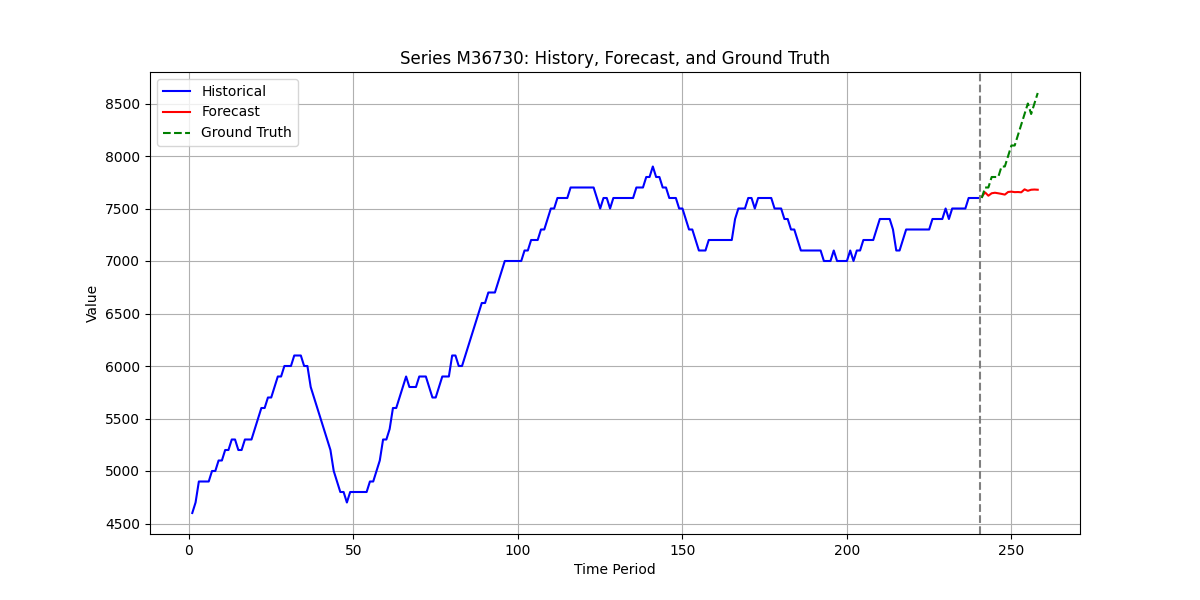 Series M36730: History, Forecast, and Ground Truth
Historical
Forecast
Ground Truth
8500
8000
7500
7000
6500
6000
5500
5000
4500
Value
0 50 100 150 200 250
Time Period